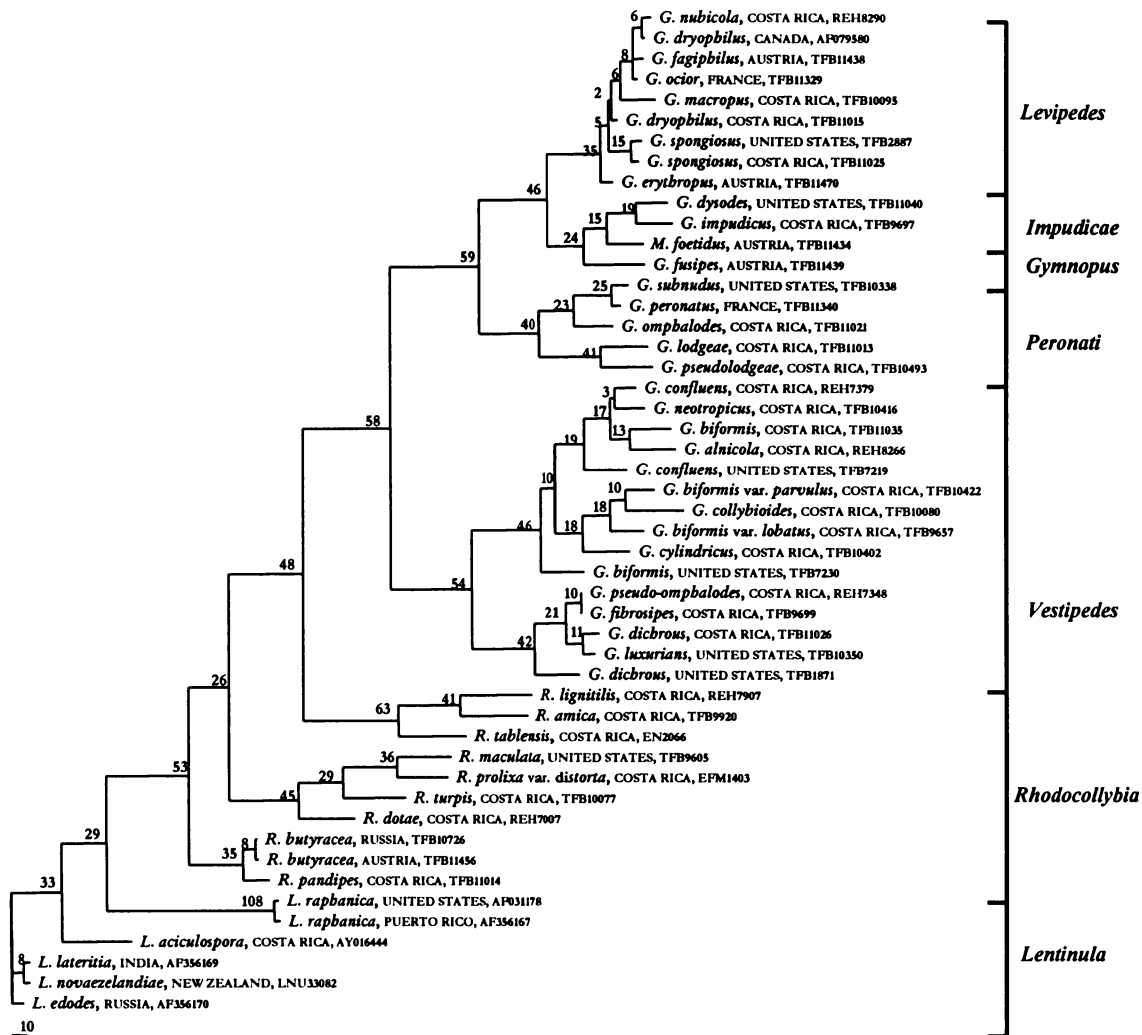 G. nubicola, COSTA RICA, REH8290
G. dryophilus, CANADA, AF079580
G. fagiphilus, AUSTRIA, TFB11438
G. ocior, FRANCE, TFB11329
G. macropus, COSTA RICA, TFB10095
G. dryophilus, COSTA RICA, TFB11015
G. spongiosus, UNITED STATES, TFB2887
G. spongiosus, COSTA RICA, TFB11025
G. erythropus, AUSTRIA, TFB11470
G. dysodes, UNITED STATES, TFB11040
G. impudicus, COSTA RICA, TFB9697
M. foetidus, AUSTRIA, TFB11434
G. fusipes, AUSTRIA, TFB11439
G. subnudus, UNITED STATES, TFB10338
G. peronatus, FRANCE, TFB11340
G. omphalodes, COSTA RICA, TFB11021
G. lodgeae, COSTA RICA, TFB11013
G. pseudolodgeae, COSTA RICA, TFB10493
G. confluens, COSTA RICA, REH7379
G. neotropicus, COSTA RICA, TFB10416
G. biformis, COSTA RICA, TFB11035
G. alnicola, COSTA RICA, REH8266
G. confluens, UNITED STATES, TFB7219
G. biformis var. parvulus, COSTA RICA, TFB10422
G. collybioides, COSTA RICA, TFB10080
G. biformis var. lobatus, COSTA RICA, TFB9657
G. cylindricus, COSTA RICA, TFB10402
G. biformis, UNITED STATES, TFB7230
G. pseudo-omphalodes, COSTA RICA, REH7348
G. fibrosipes, COSTA RICA, TFB9699
G. dichrous, COSTA RICA, TFB11026
G. luxurians, UNITED STATES, TFB10350
G. dichrous, UNITED STATES, TFB1871
R. lignitilis, COSTA RICA, REH7907
R. amica, COSTA RICA, TFB9920
R. tablensis, COSTA RICA, EN2066
R. maculata, UNITED STATES, TFB9605
R. prolixa var. distorta, COSTA RICA, EFM1403
R. turpis, COSTA RICA, TFB10077
R. dotae, COSTA RICA, REH7007
R. butyracea, RUSSIA, TFB10726
R. butyracea, AUSTRIA, TFB11456
R. pandipes, COSTA RICA, TFB11014
L. raphanica, UNITED STATES, AF031178
L. raphanica, PUERTO RICO, AF356167
L. aciculospora, COSTA RICA, AY016444
L. lateritia, INDIA, AF356169
L. novaezelandiae, NEW ZEALAND, LNU33082
L. edodes, RUSSIA, AF356170
Levipedes
Impudicae
Gymnopus
Peronati
Vestipedes
Rhodocollybia
Lentinula
6
8
6
2
5
15
35
46
19
15
24
59
25
23
40
41
58
3
17
13
19
10
10
18
18
46
54
10
21
11
42
48
41
63
26
36
29
45
53
8
35
29
108
33
8
10